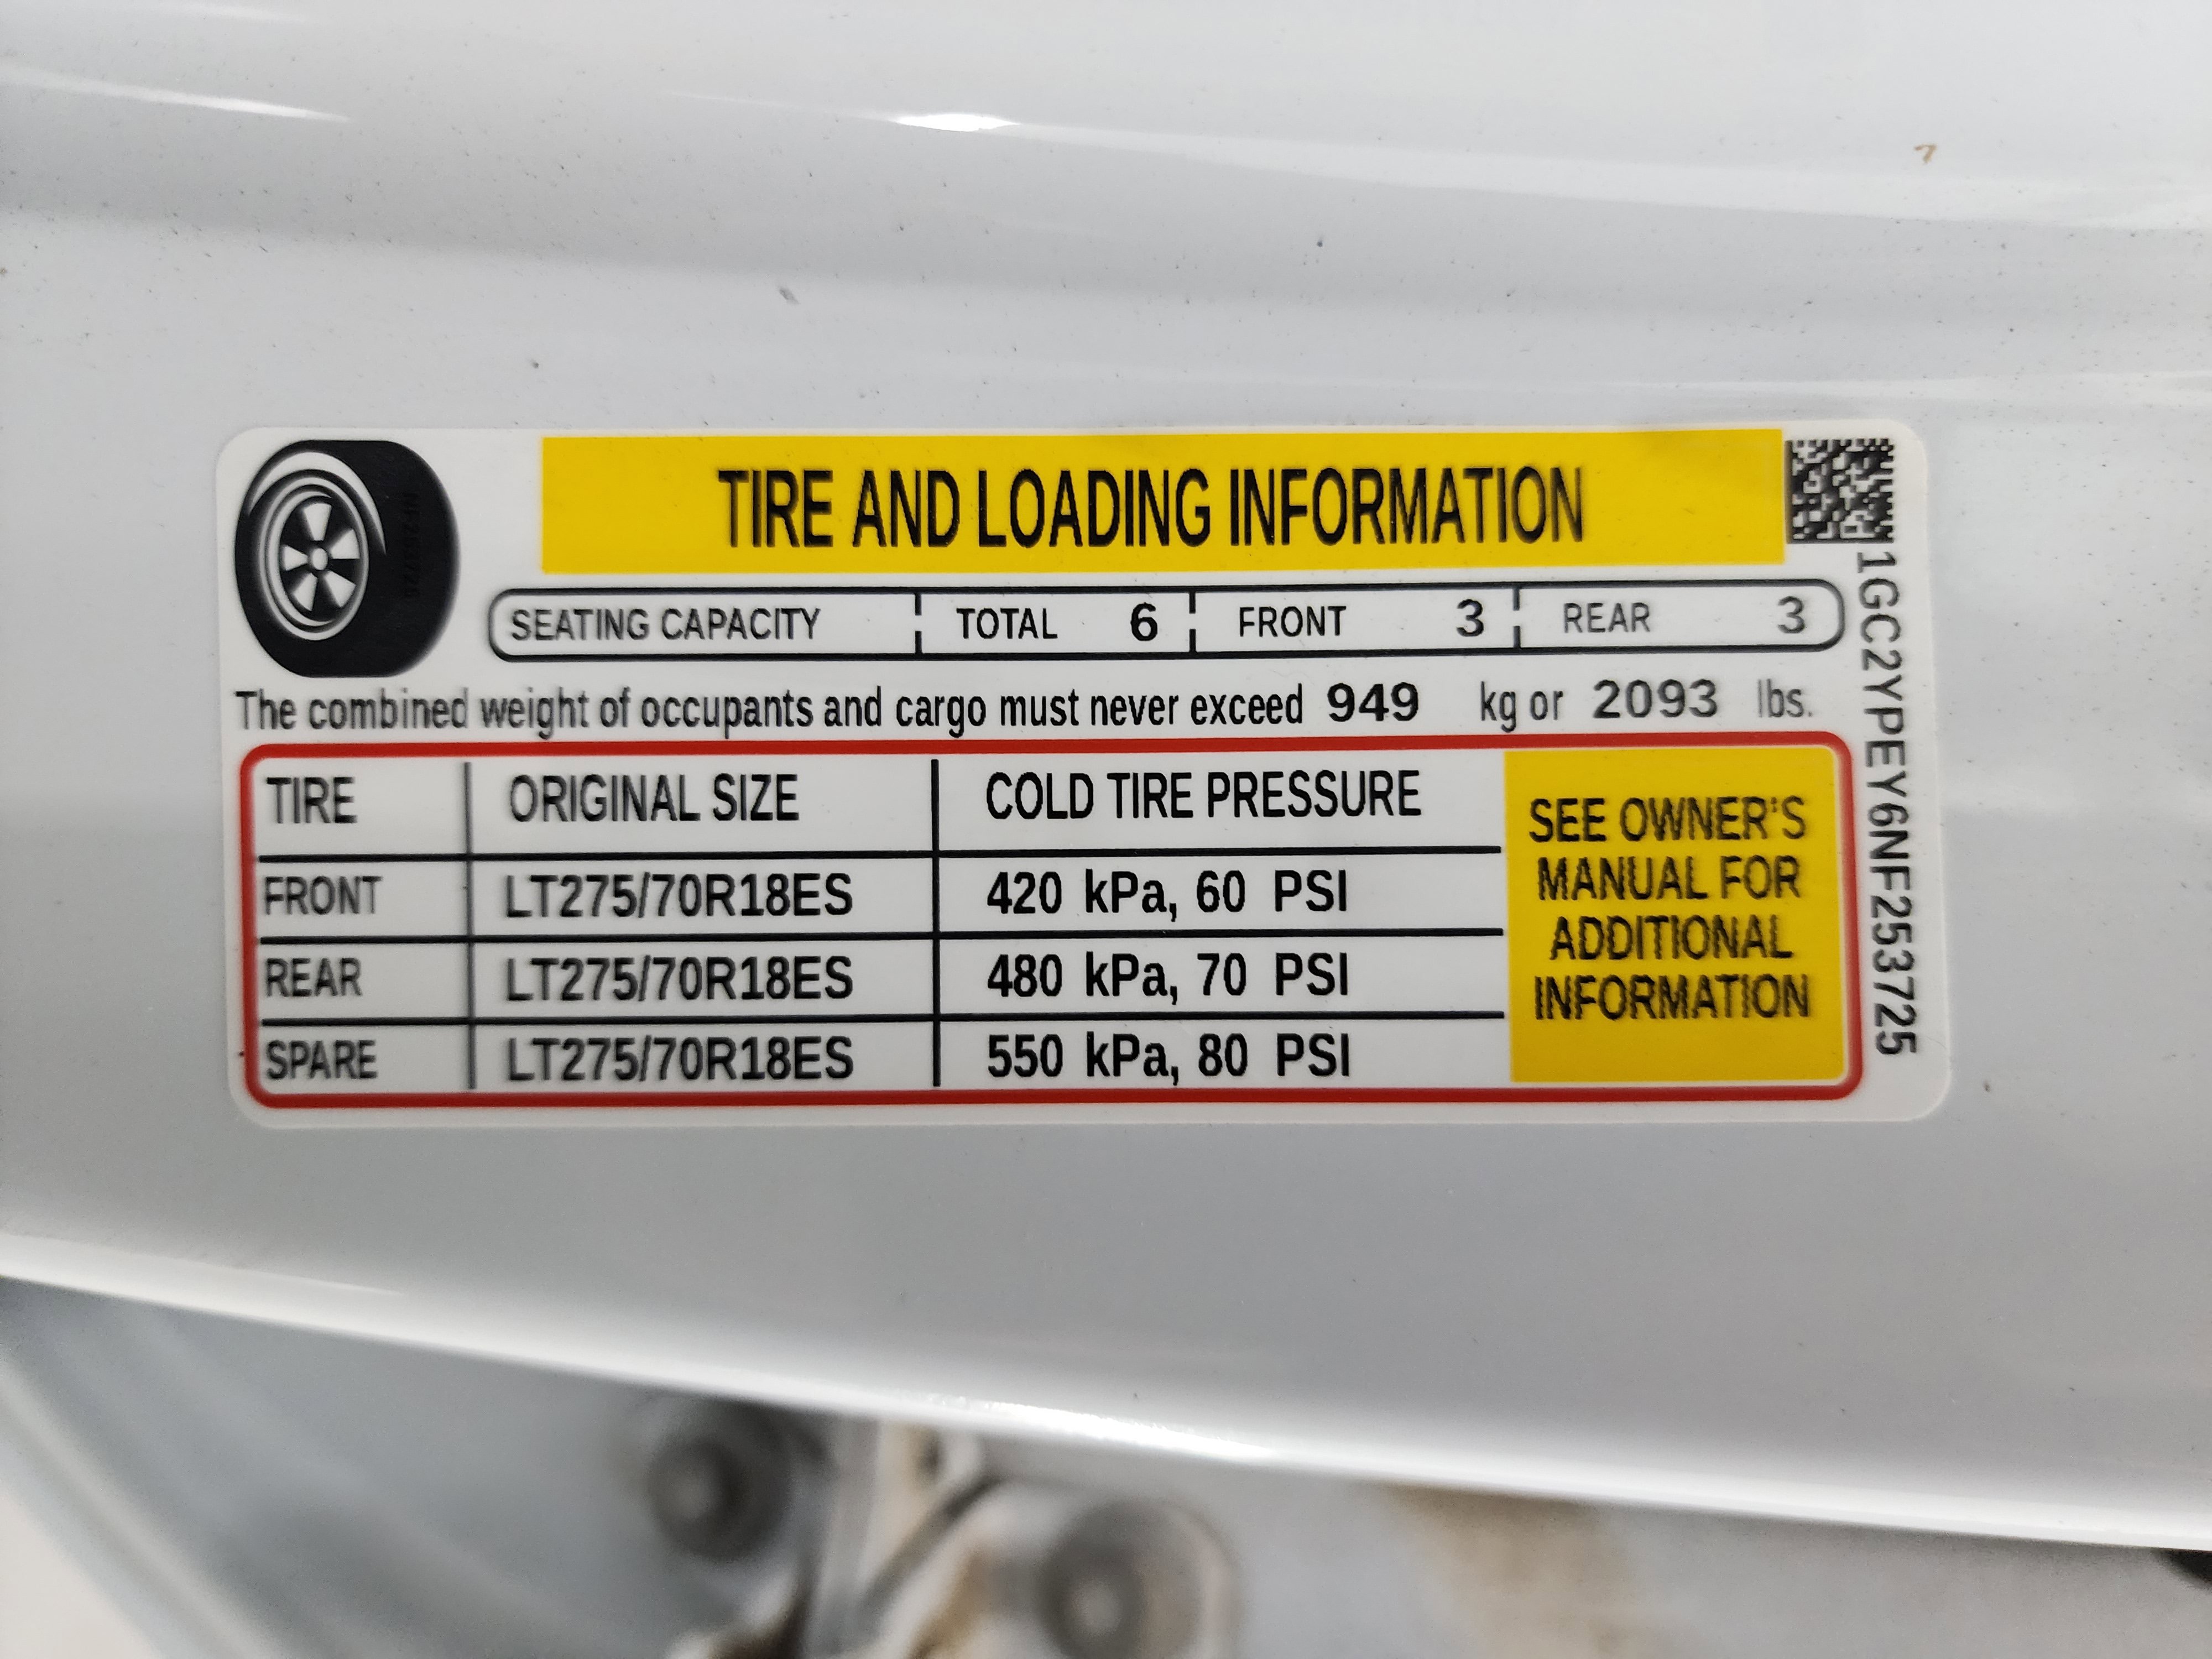 TIRE AND LOADING INFORMATION
SEATING CAPACITY TOTAL 6 FRONT 3 REAR 3
The combined weight of occupants and cargo must never exceed 949 kg or 2093 lbs.
TIRE ORIGINAL SIZE COLD TIRE PRESSURE
FRONT LT275/70R18ES 420 kPa, 60 PSI
REAR LT275/70R18ES 480 kPa, 70 PSI
SPARE LT275/70R18ES 550 kPa, 80 PSI
SEE OWNER'S
MANUAL FOR
ADDITIONAL
INFORMATION
1GC2YPEY6NF253725